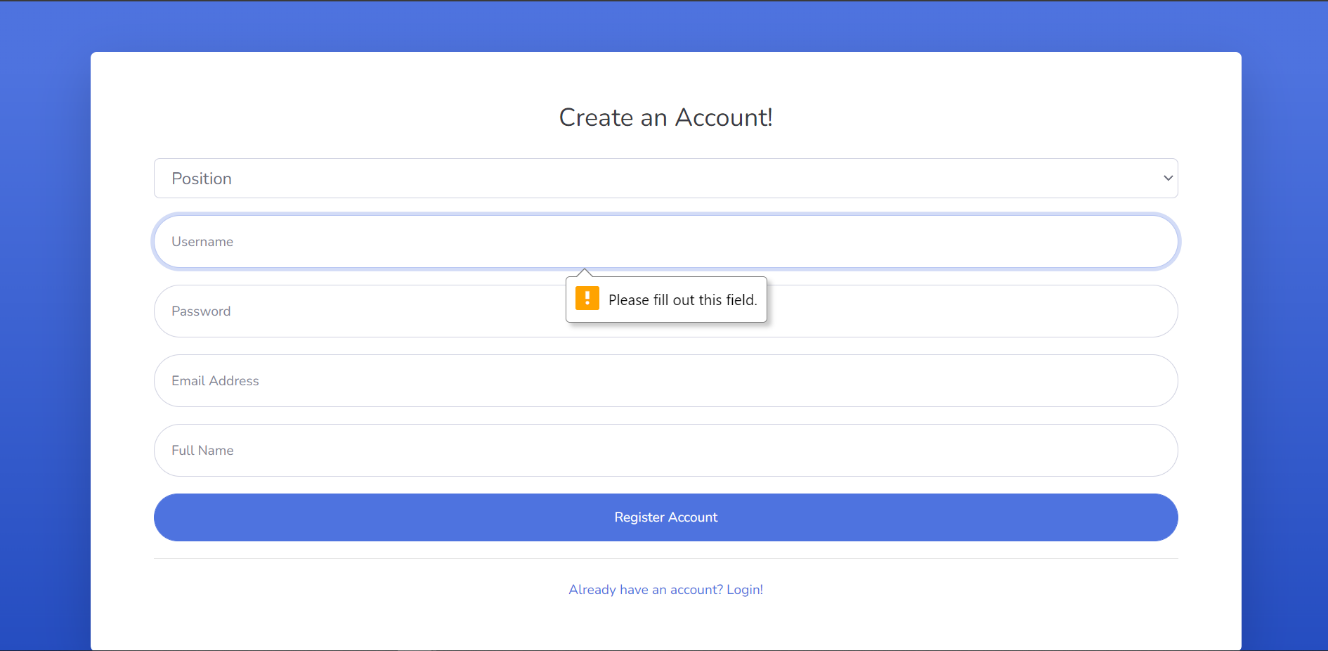 Create an Account!
Position
Username
Please fill out this field.
Password
Email Address
Full Name
Register Account
Already have an account? Login!